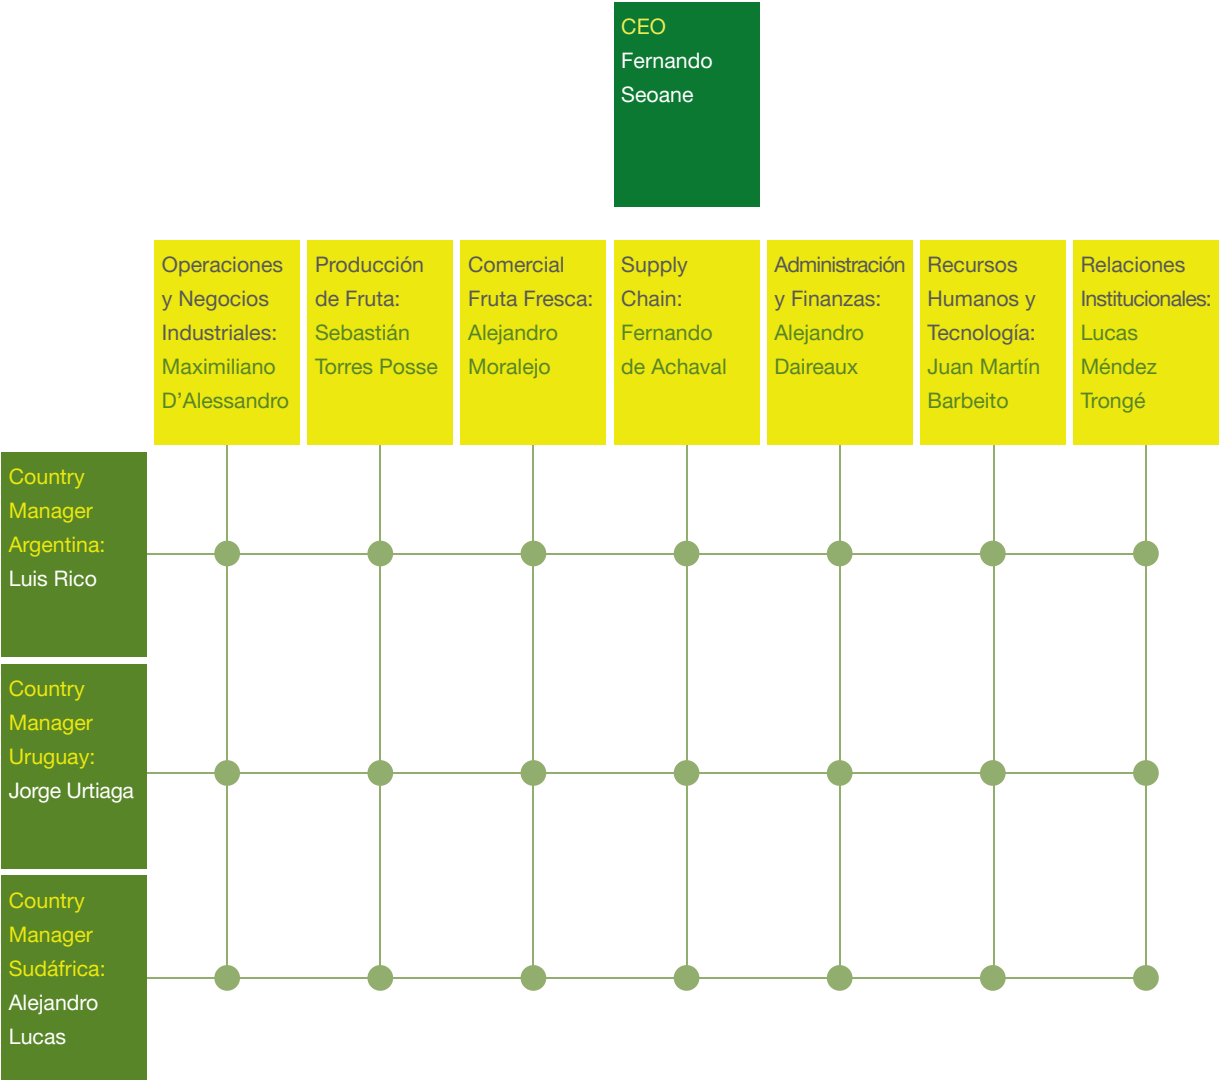 CEO
Fernando
Seoane
Operaciones
y Negocios
Industriales:
Maximiliano
D’Alessandro
Producción
de Fruta:
Sebastián
Torres Posse
Comercial
Fruta Fresca:
Alejandro
Moralejo
Supply
Chain:
Fernando
de Achaval
Administración
y Finanzas:
Alejandro
Daireaux
Recursos
Humanos y
Tecnología:
Juan Martín
Barbeito
Relaciones
Institucionales:
Lucas
Méndez
Trongé
Country
Manager
Argentina:
Luis Rico
Country
Manager
Uruguay:
Jorge Urtiaga
Country
Manager
Sudáfrica:
Alejandro
Lucas